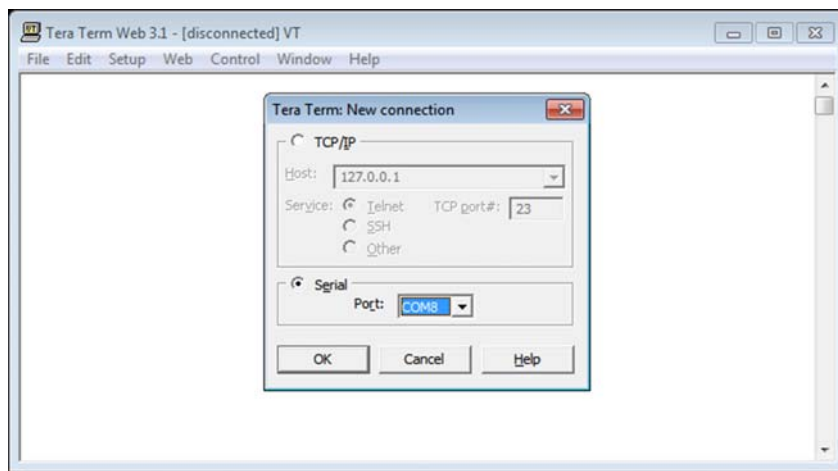 Tera Term Web 3.1 - [disconnected] VT
File Edit Setup Web Control Window Help
Tera Term: New connection
TCP/IP
Host: 127.0.0.1
Service: Telnet TCP port#: 23
SSH
Other
Serial
Port: COM8
OK Cancel Help